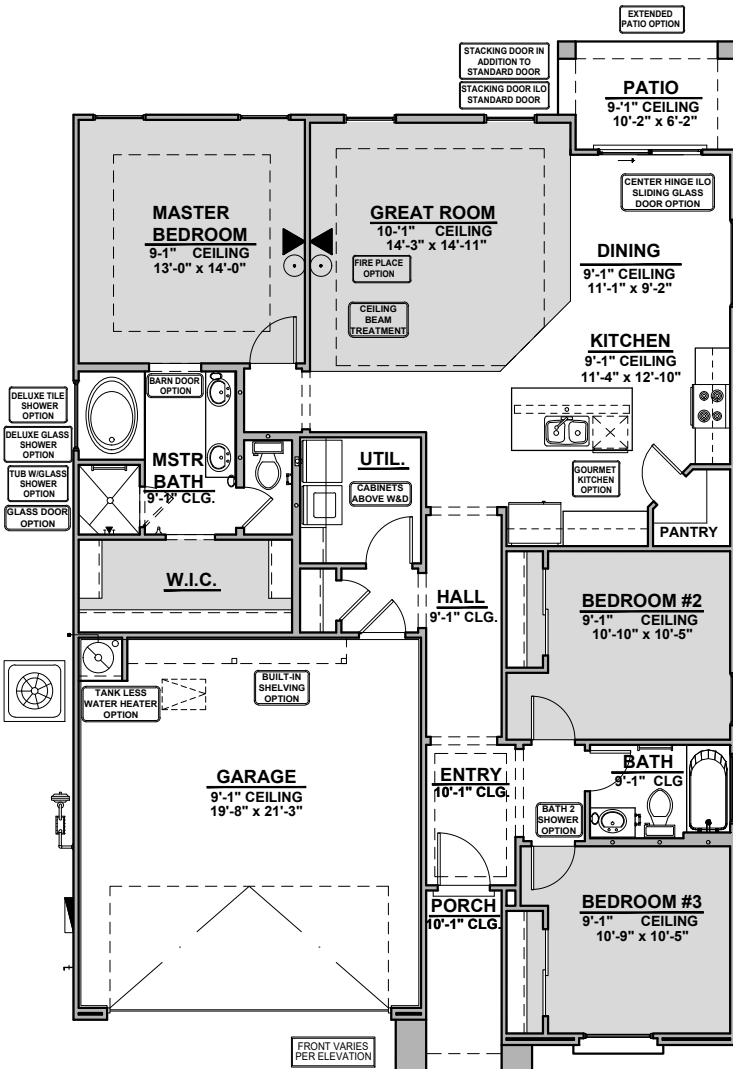 EXTENDED
PATIO OPTION
STACKING DOOR IN
ADDITION TO
STANDARD DOOR
STACKING DOOR ILO
STANDARD DOOR
PATIO
9-'1" CEILING
10'-2" x 6'-2"
CENTER HINGE ILO
SLIDING GLASS
DOOR OPTION
MASTER
BEDROOM
9-1" CEILING
13'-0" x 14'-0"
GREAT ROOM
10-'1" CEILING
14'-3" x 14'-11"
FIRE PLACE
OPTION
CEILING
BEAM
TREATMENT
DINING
9'-1" CEILING
11'-1" x 9'-2"
KITCHEN
9'-1" CEILING
11'-4" x 12'-10"
BARN DOOR
OPTION
DELUXE TILE
SHOWER
OPTION
DELUXE GLASS
SHOWER
OPTION
TUB W/GLASS
SHOWER
OPTION
GLASS DOOR
OPTION
MSTR
BATH
9'-1" CLG.
UTIL.
CABINETS
ABOVE W&D
GOURMET
KITCHEN
OPTION
PANTRY
W.I.C.
HALL
9'-1" CLG.
BEDROOM #2
9'-1" CEILING
10'-10" x 10'-5"
TANK LESS
WATER HEATER
OPTION
BUILT-IN
SHELVING
OPTION
GARAGE
9'-1" CEILING
19'-8" x 21'-3"
ENTRY
10'-1" CLG.
BATH
9'-1" CLG
BATH 2
SHOWER
OPTION
PORCH
10'-1" CLG.
BEDROOM #3
9'-1" CEILING
10'-9" x 10'-5"
FRONT VARIES
PER ELEVATION